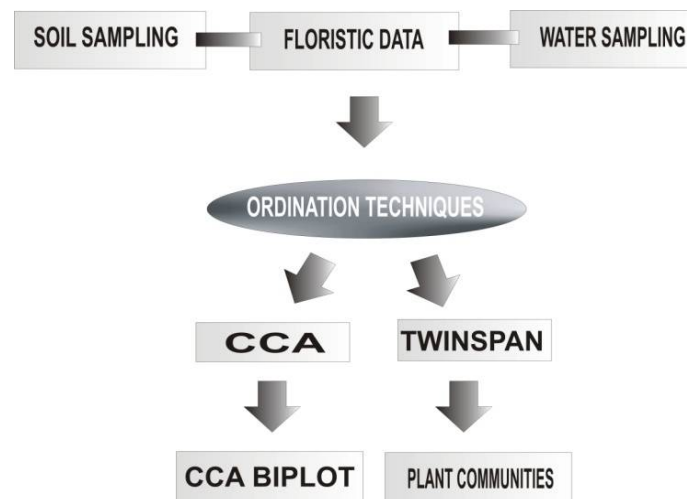 SOIL SAMPLING
FLORISTIC DATA
WATER SAMPLING
ORDINATION TECHNIQUES
CCA
TWINSPAN
CCA BIPLOT
PLANT COMMUNITIES